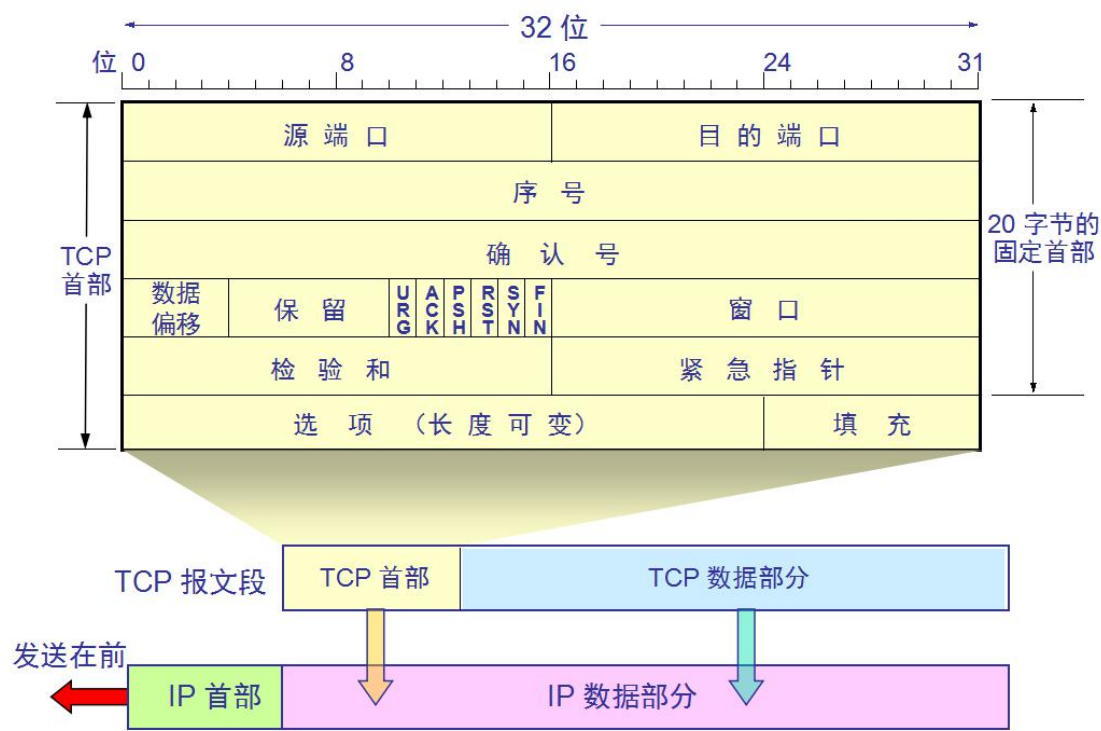 32 位
位 0 8 16 24 31
源 端 口 目 的 端 口
序 号
确 认 号
数据
偏移
保 留
URG
ACK
PSH
RST
SYN
FIN
窗 口
检 验 和 紧 急 指 针
选 项 （长 度 可 变） 填 充
TCP
首部
20 字节的
固定首部
TCP 报文段 TCP 首部 TCP 数据部分
发送在前
IP 首部 IP 数据部分